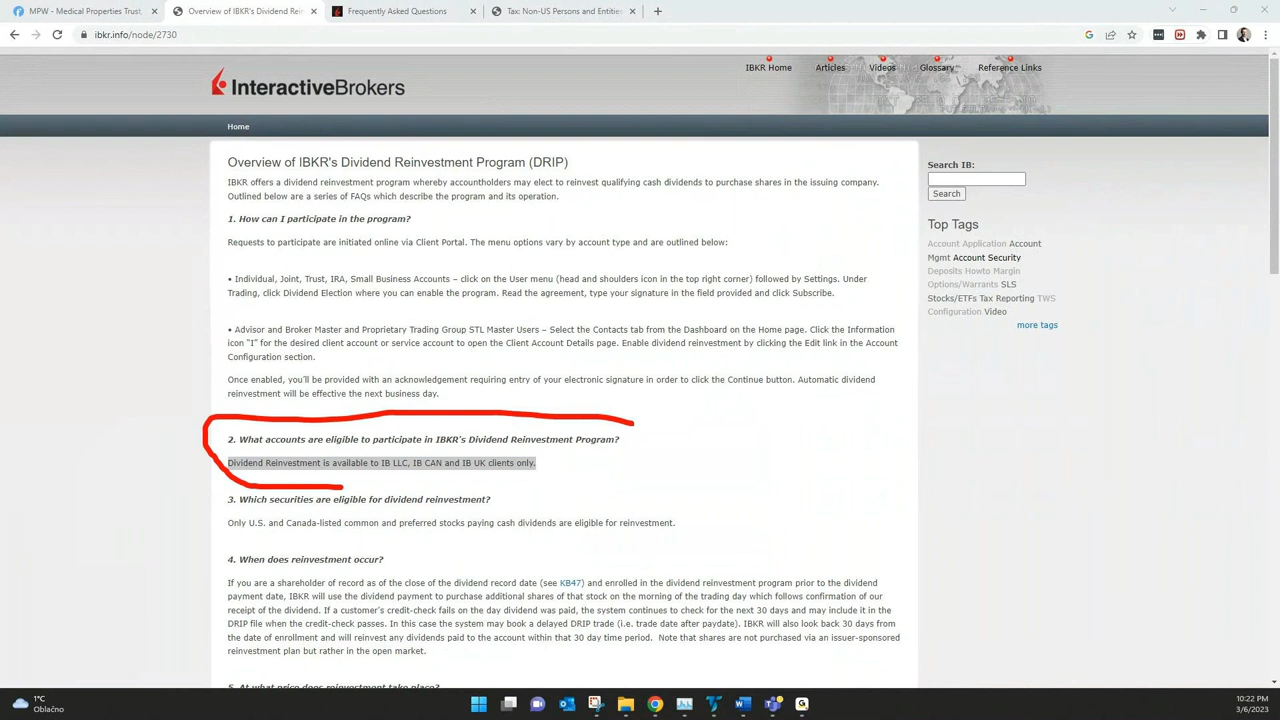 MPW - Medical Properties Trust
Overview of IBKR's Dividend Rei
Frequently Asked Questions
Tax: Non-US Persons and Entities
ibkr.info/node/2730
InteractiveBrokers
IBKR Home
Articles
Videos
Glossary
Reference Links
Home
Overview of IBKR's Dividend Reinvestment Program (DRIP)
IBKR offers a dividend reinvestment program whereby accountholders may elect to reinvest qualifying cash dividends to purchase shares in the issuing company.
Outlined below are a series of FAQs which describe the program and its operation.
1. How can I participate in the program?
Requests to participate are initiated online via Client Portal. The menu options vary by account type and are outlined below:
• Individual, Joint, Trust, IRA, Small Business Accounts – click on the User menu (head and shoulders icon in the top right corner) followed by Settings. Under
Trading, click Dividend Election where you can enable the program. Read the agreement, type your signature in the field provided and click Subscribe.
• Advisor and Broker Master and Proprietary Trading Group STL Master Users – Select the Contacts tab from the Dashboard on the Home page. Click the Information
icon "I" for the desired client account or service account to open the Client Account Details page. Enable dividend reinvestment by clicking the Edit link in the Account
Configuration section.
Once enabled, you'll be provided with an acknowledgement requiring entry of your electronic signature in order to click the Continue button. Automatic dividend
reinvestment will be effective the next business day.
2. What accounts are eligible to participate in IBKR's Dividend Reinvestment Program?
Dividend Reinvestment is available to IB LLC, IB CAN and IB UK clients only.
3. Which securities are eligible for dividend reinvestment?
Only U.S. and Canada-listed common and preferred stocks paying cash dividends are eligible for reinvestment.
4. When does reinvestment occur?
If you are a shareholder of record as of the close of the dividend record date (see KB47) and enrolled in the dividend reinvestment program prior to the dividend
payment date, IBKR will use the dividend payment to purchase additional shares of that stock on the morning of the trading day which follows confirmation of our
receipt of the dividend. If a customer's credit-check fails on the day dividend was paid, the system continues to check for the next 30 days and may include it in the
DRIP file when the credit-check passes. In this case the system may book a delayed DRIP trade (i.e. trade date after paydate). IBKR will also look back 30 days from
the date of enrollment and will reinvest any dividends paid to the account within that 30 day time period. Note that shares are not purchased via an issuer-sponsored
reinvestment plan but rather in the open market.
5. At what price does reinvestment take place?
Search IB:
Search
Top Tags
Account Application Account
Mgmt Account Security
Deposits Howto Margin
Options/Warrants SLS
Stocks/ETFs Tax Reporting TWS
Configuration Video
more tags
1°C
Oblačno
10:22 PM
3/6/2023